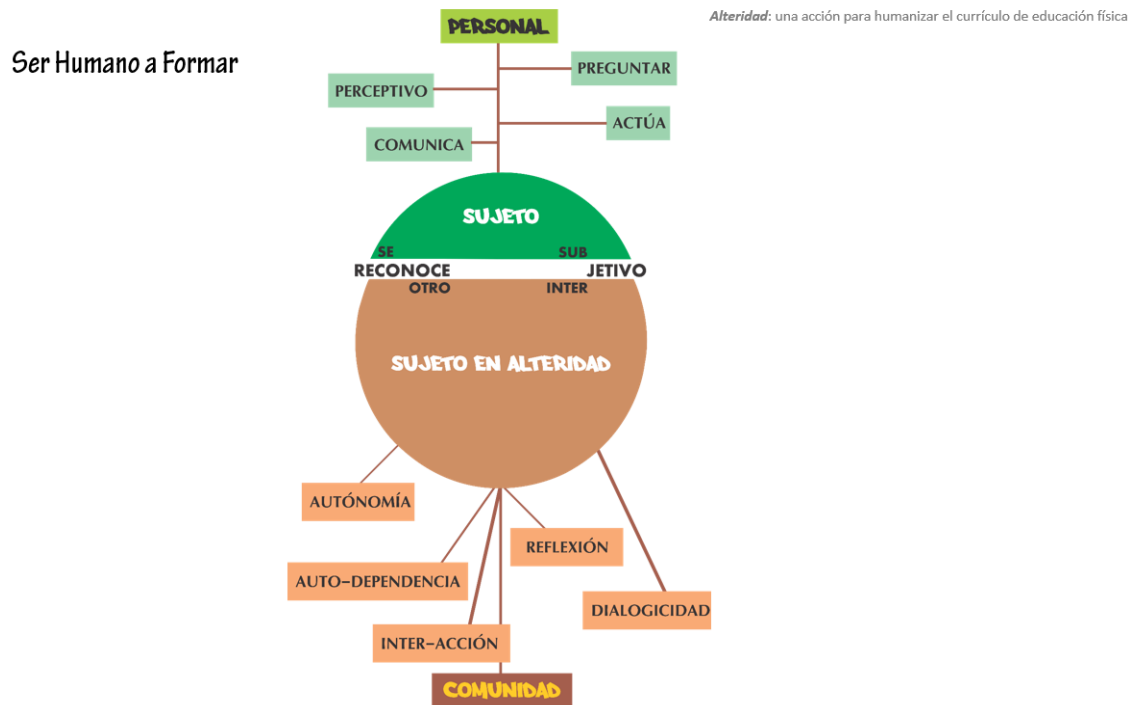 Alteridad: una acción para humanizar el currículo de educación física
Ser Humano a Formar
PERSONAL
PREGUNTAR
PERCEPTIVO
ACTÚA
COMUNICA
SUJETO
SE SUB
RECONOCE JETIVO
OTRO INTER
SUJETO EN ALTERIDAD
AUTÓNOMÍA
REFLEXIÓN
AUTO-DEPENDENCIA
DIALOGICIDAD
INTER-ACCIÓN
COMUNIDAD